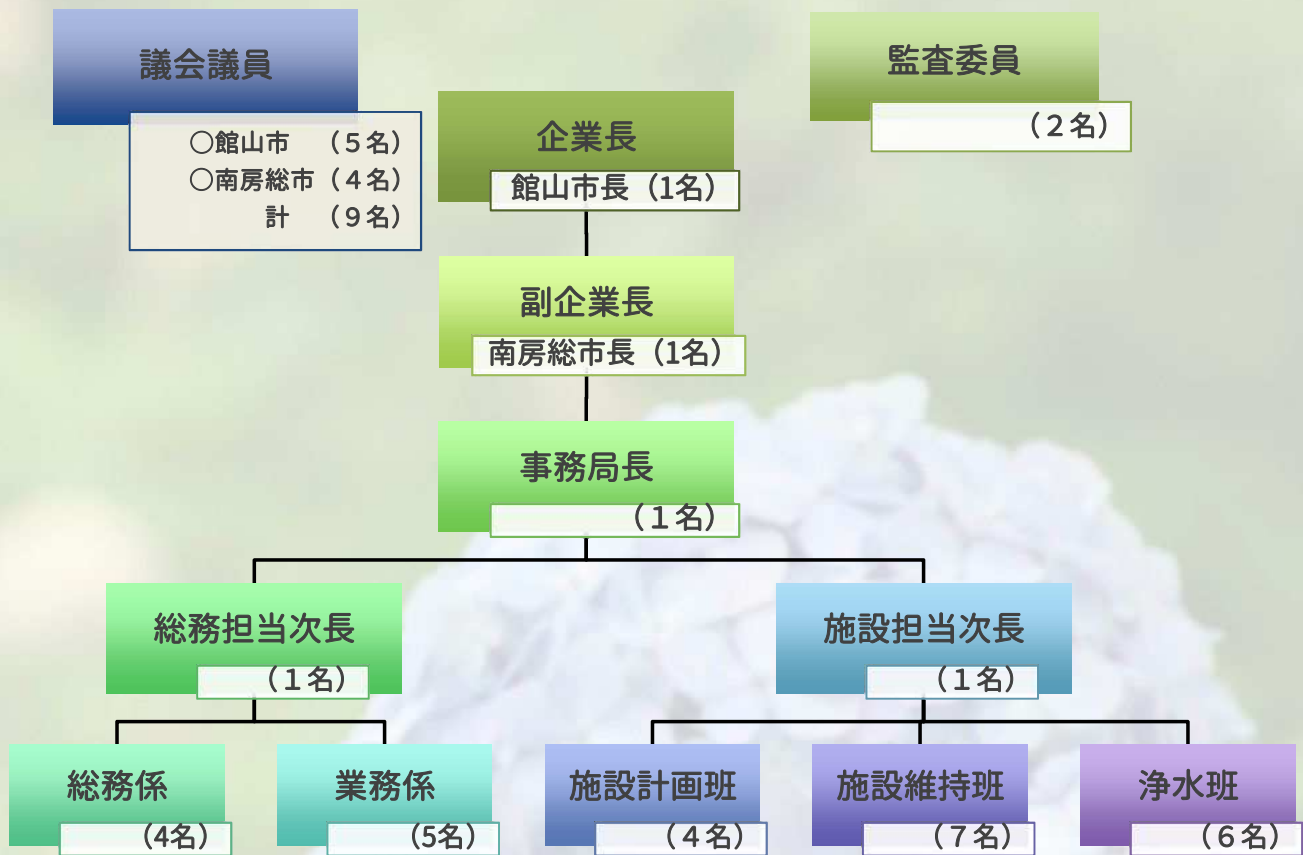 議会議員
○館山市 （５名）
○南房総市（４名）
計 （９名）
監査委員
（２名）
企業長
館山市長（1名）
副企業長
南房総市長（1名）
事務局長
（１名）
総務担当次長
（１名）
施設担当次長
（１名）
総務係
（4名）
業務係
（5名）
施設計画班
（４名）
施設維持班
（７名）
浄水班
（６名）